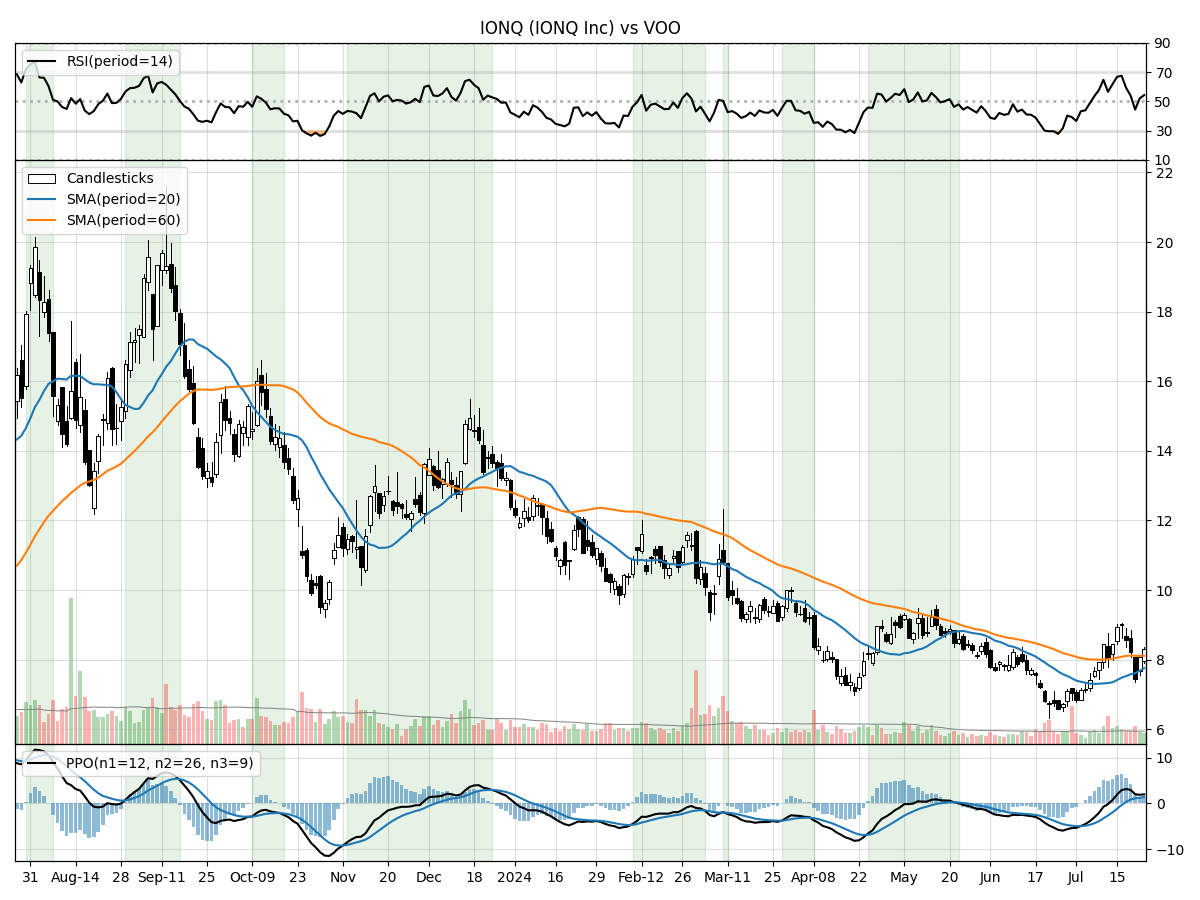 IONQ (IONQ Inc) vs VOO
RSI(period=14)
90
70
50
30
10
Candlesticks
SMA(period=20)
SMA(period=60)
22
20
18
16
14
12
10
8
6
PPO(n1=12, n2=26, n3=9)
10
0
−10
31 Aug-14 28 Sep-11 25 Oct-09 23 Nov 20 Dec 18 2024 16 29 Feb-12 26 Mar-11 25 Apr-08 22 May 20 Jun 17 Jul 15